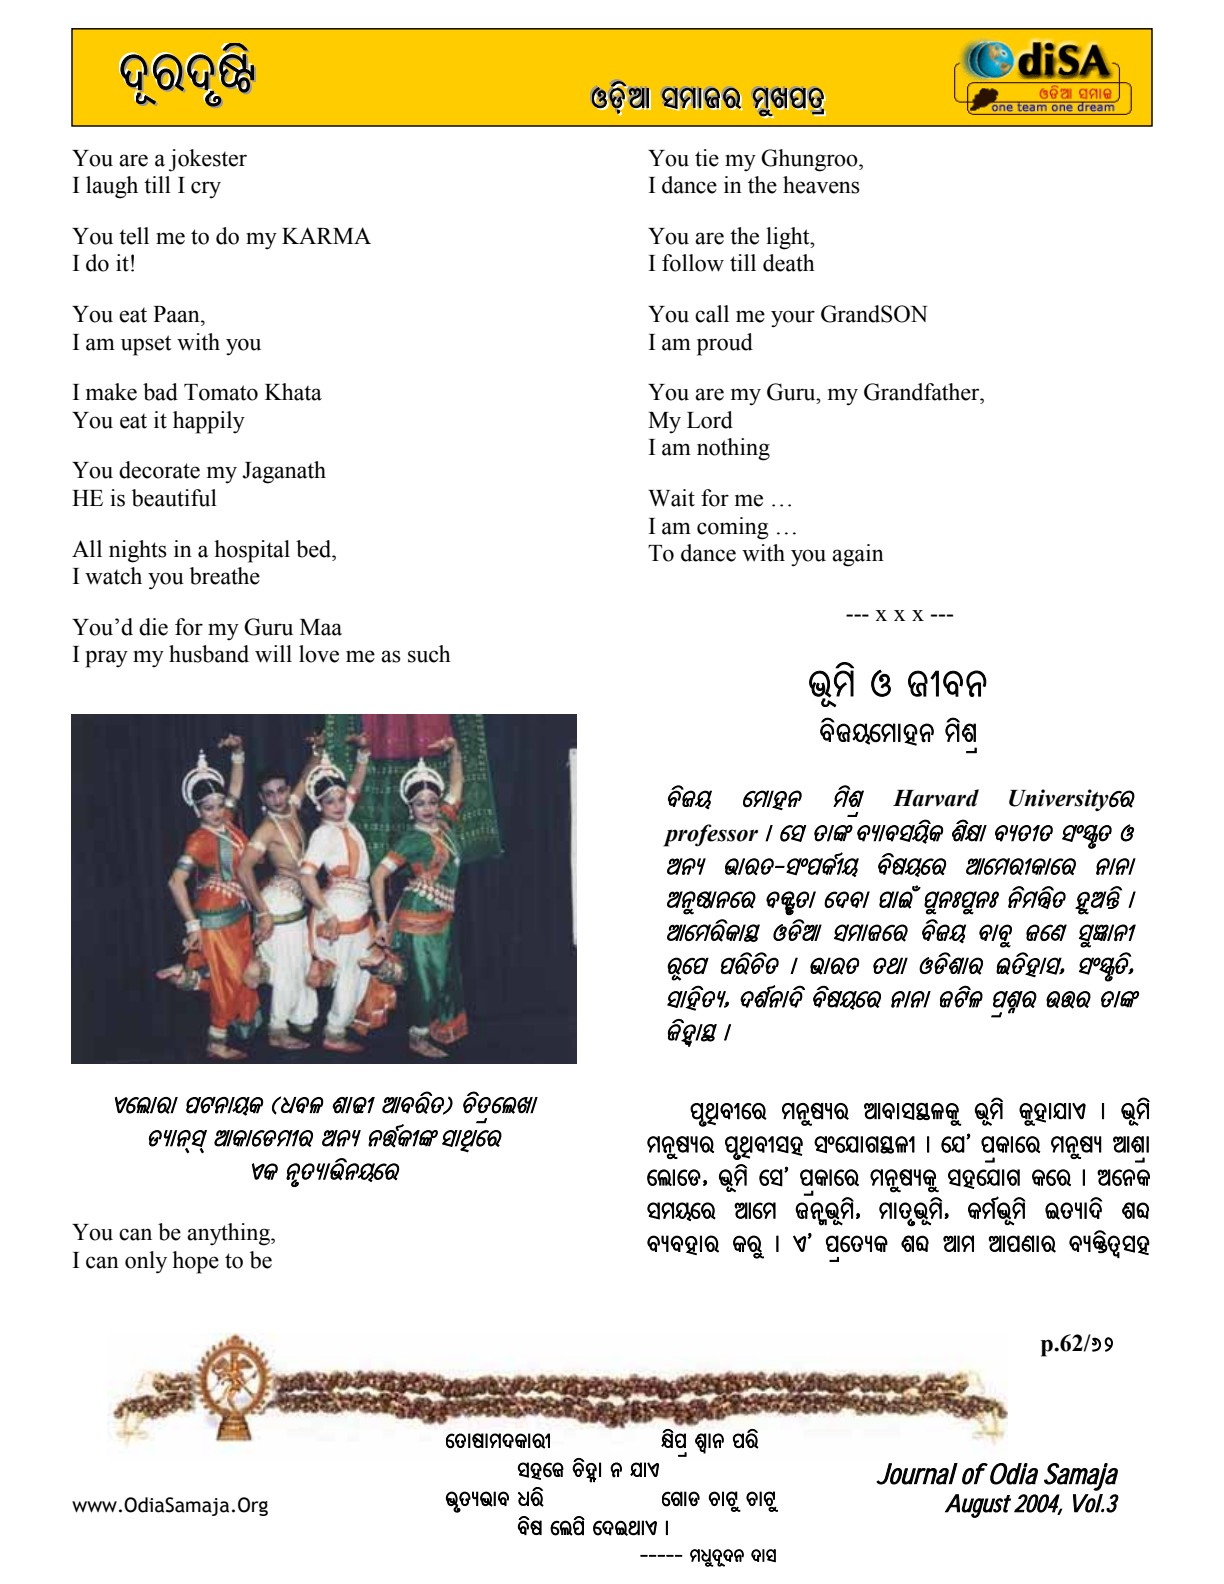 ଦୂରଦୃଷ୍ଟି
ଓଡ଼ିଆ ସମାଜର ମୁଖପତ୍ର
OdiSA
ଓଡିଆ ସମାଜ
one team one dream
You are a jokester
I laugh till I cry
You tell me to do my KARMA
I do it!
You eat Paan,
I am upset with you
I make bad Tomato Khata
You eat it happily
You decorate my Jaganath
HE is beautiful
All nights in a hospital bed,
I watch you breathe
You’d die for my Guru Maa
I pray my husband will love me as such
ଏଲୋରା ପଟନାୟକ (ଧବଳ ଶାଢୀ ଆବରିତ) ଚିତ୍ରଲେଖା
ଡ୍ୟାନ୍ସ୍ ଆକାଡେମୀର ଅନ୍ୟ ନର୍ତ୍ତକୀଙ୍କ ସାଥିରେ
ଏକ ନୃତ୍ୟାଭିନୟରେ
You can be anything,
I can only hope to be
You tie my Ghungroo,
I dance in the heavens
You are the light,
I follow till death
You call me your GrandSON
I am proud
You are my Guru, my Grandfather,
My Lord
I am nothing
Wait for me …
I am coming …
To dance with you again
--- x x x ---
ଭୂମି ଓ ଜୀବନ
ବିଜୟମୋହନ ମିଶ୍ର
ବିଜୟ ମୋହନ ମିଶ୍ର Harvard Universityରେ
professor । ସେ ତାଙ୍କ ବ୍ୟାବସୟିକ ଶିକ୍ଷା ବ୍ୟତୀତ ସଂସ୍କୃତ ଓ
ଅନ୍ୟ ଭାରତ-ସଂପର୍କୀୟ ବିଷୟରେ ଆମେରୀକାରେ ନାନା
ଅନୁଷ୍ଠାନରେ ବକ୍ତୃତା ଦେବା ପାଇଁ ପୁନଃପୁନଃ ନିମନ୍ତ୍ରିତ ହୁଅନ୍ତି ।
ଆମେରିକାସ୍ଥ ଓଡିଆ ସମାଜରେ ବିଜୟ ବାବୁ ଜଣେ ସୁଜ୍ଞାନୀ
ରୂପେ ପରିଚିତ । ଭାରତ ତଥା ଓଡିଶାର ଇତିହାସ, ସଂସ୍କୃତି,
ସାହିତ୍ୟ, ଦର୍ଶନାଦି ବିଷୟରେ ନାନା ଜଟିଳ ପ୍ରଶ୍ନର ଉତ୍ତର ତାଙ୍କ
ଜିହ୍ୱାସ୍ଥ ।
ପୃଥିବୀରେ ମନୁଷ୍ୟର ଆବାସସ୍ଥଳକୁ ଭୂମି କୁହାଯାଏ । ଭୂମି
ମନୁଷ୍ୟର ପୃଥିବୀସହ ସଂଯୋଗସ୍ଥଳୀ । ଯେ’ ପ୍ରକାରେ ମନୁଷ୍ୟ ଆଶ୍ରା
ଲୋଡେ, ଭୂମି ସେ’ ପ୍ରକାରେ ମନୁଷ୍ୟକୁ ସହଯୋଗ କରେ । ଅନେକ
ସମୟରେ ଆମେ ଜନ୍ମଭୂମି, ମାତୃଭୂମି, କର୍ମଭୂମି ଇତ୍ୟାଦି ଶବ୍ଦ
ବ୍ୟବହାର କରୁ । ଏ’ ପ୍ରତ୍ୟେକ ଶବ୍ଦ ଆମ ଆପଣାର ବ୍ୟକ୍ତିତ୍ୱସହ
p.62/୬୨
ତୋଷାମଦକାରୀ କ୍ଷିପ୍ର ଶ୍ୱାନ ପରି
ସହଜେ ଚିହ୍ନା ନ ଯାଏ
ଭୃତ୍ୟଭାବ ଧରି ଗୋଡ ଚାଟୁ ଚାଟୁ
ବିଷ ଲେପି ଦେଇଥାଏ ।
----- ମଧୁଦୂଦନ ଦାସ
www.OdiaSamaja.Org
Journal of Odia Samaja
August 2004, Vol.3